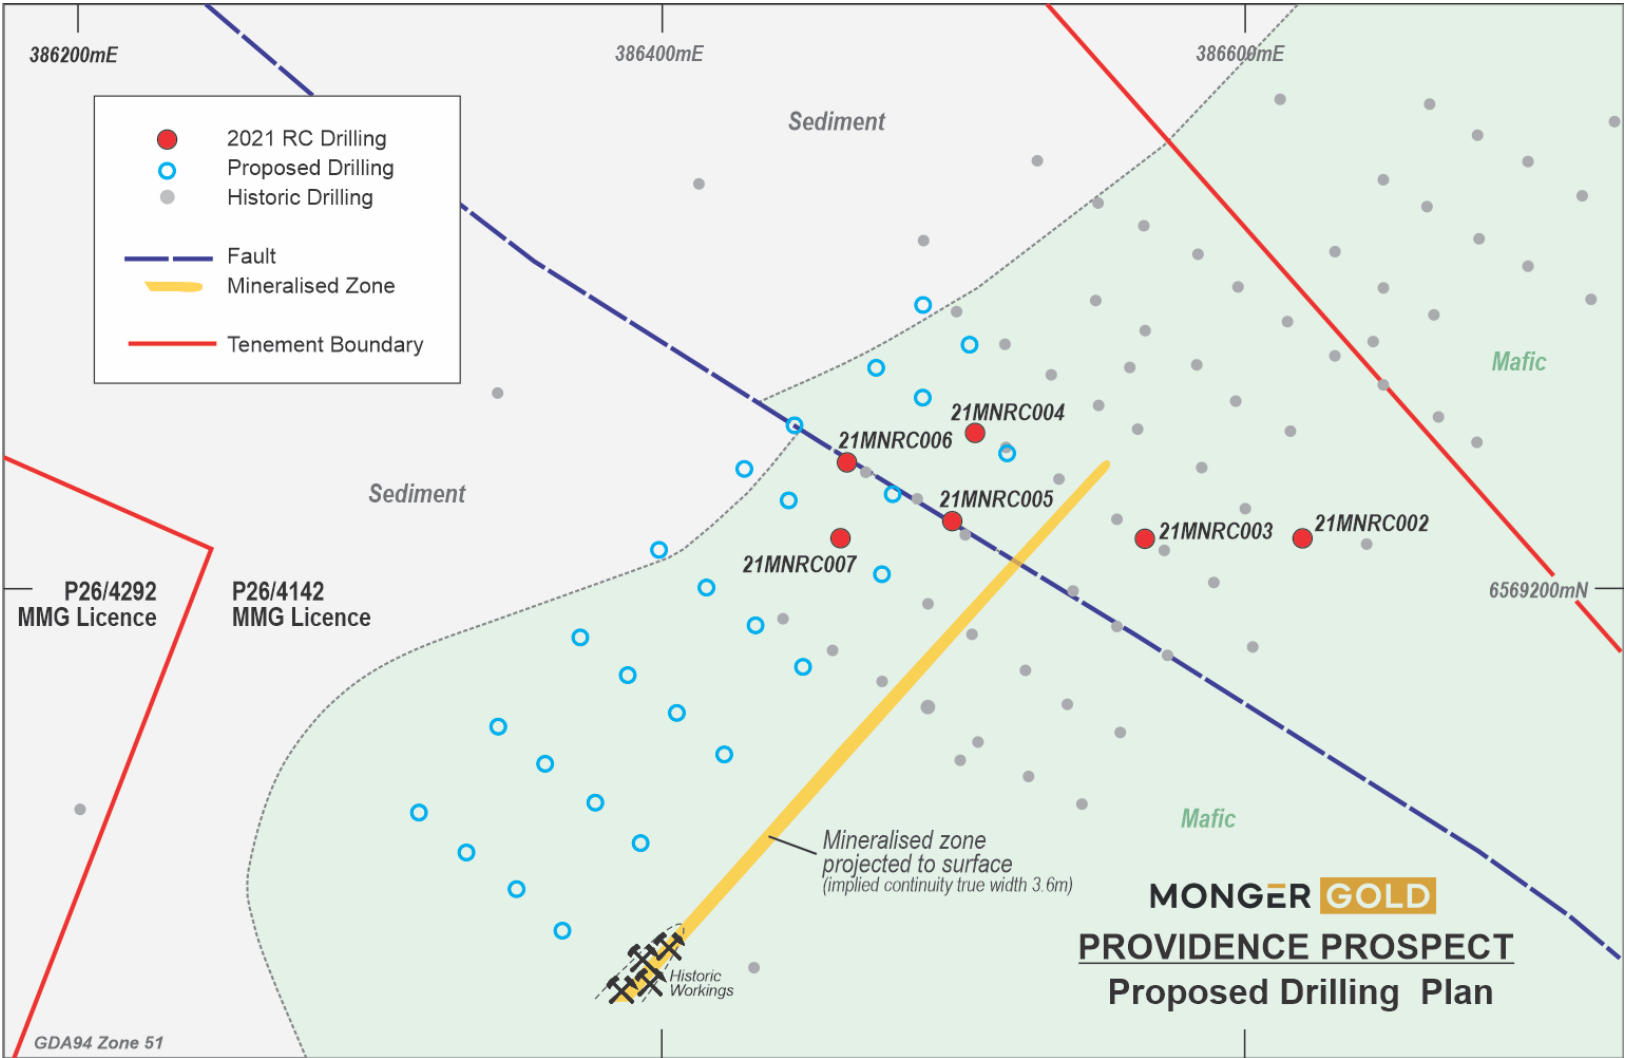 386200mE
386400mE
386600mE
Sediment
2021 RC Drilling
Proposed Drilling
Historic Drilling
Fault
Mineralised Zone
Tenement Boundary
Mafic
21MNRC004
21MNRC006
Sediment
21MNRC005
21MNRC003
21MNRC002
21MNRC007
P26/4292
MMG Licence
P26/4142
MMG Licence
6569200mN
Mafic
Mineralised zone
projected to surface
(implied continuity true width 3.6m)
MONGER GOLD
PROVIDENCE PROSPECT
Proposed Drilling Plan
Historic
Workings
GDA94 Zone 51